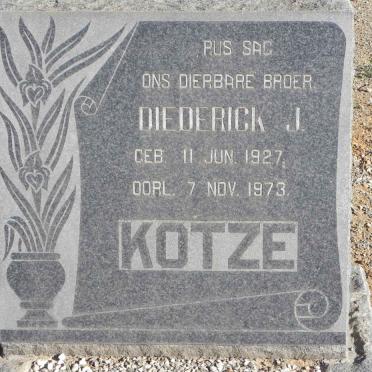 RUS SAG
ONS DIERBARE BROER
DIEDERICK J.
GEB. 11 JUN. 1927.
OORL. 7 NOV. 1973.
KOTZE